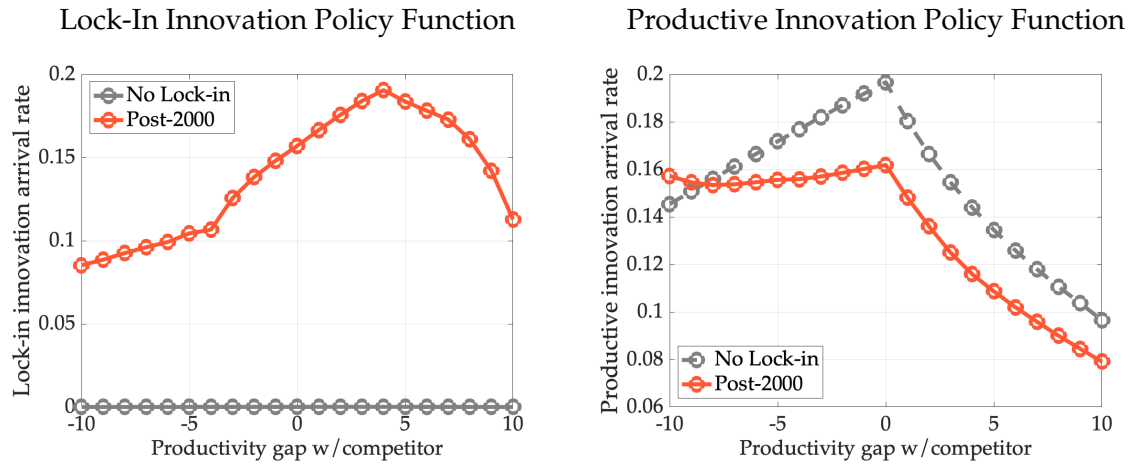 Lock-In Innovation Policy Function
Lock-in innovation arrival rate
0.2
0.15
0.1
0.05
0
No Lock-in
Post-2000
-10
-5
0
5
10
Productivity gap w/competitor
Productive Innovation Policy Function
Productive innovation arrival rate
0.2
0.18
0.16
0.14
0.12
0.1
0.08
0.06
No Lock-in
Post-2000
-10
-5
0
5
10
Productivity gap w/competitor